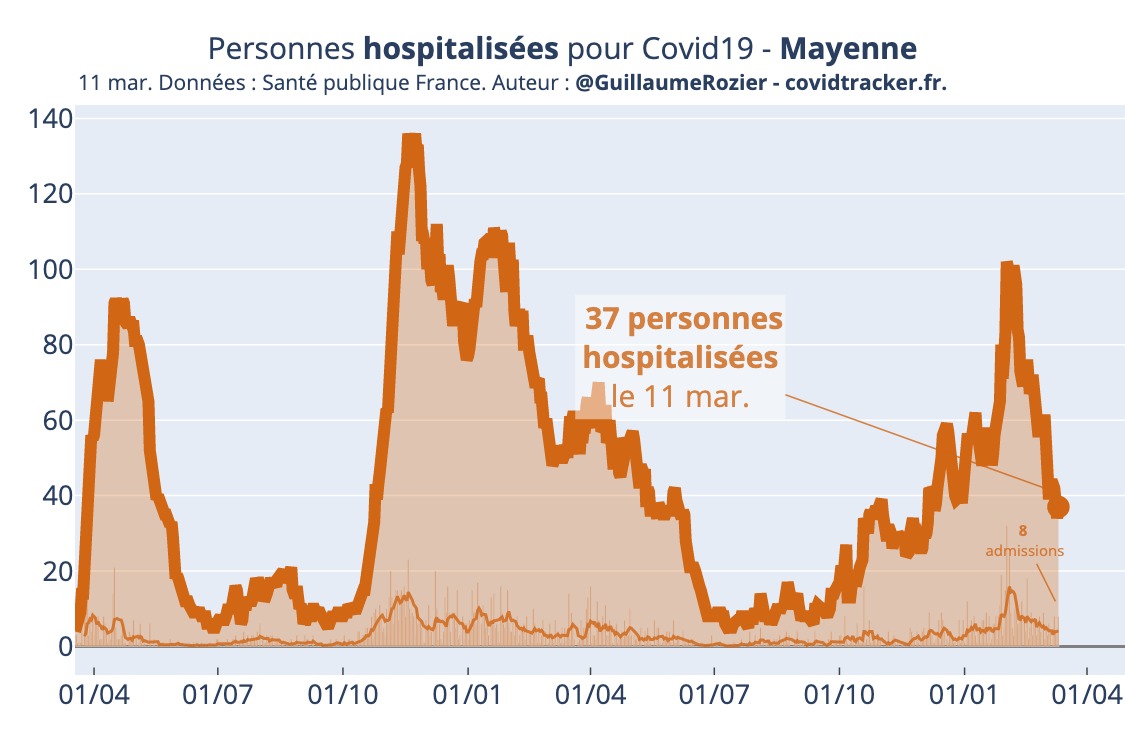 Personnes hospitalisées pour Covid19 - Mayenne
11 mar. Données : Santé publique France. Auteur : @GuillaumeRozier - covidtracker.fr.
140
120
100
80
60
40
20
0
37 personnes
hospitalisées
le 11 mar.
8
admissions
01/04 01/07 01/10 01/01 01/04 01/07 01/10 01/01 01/04